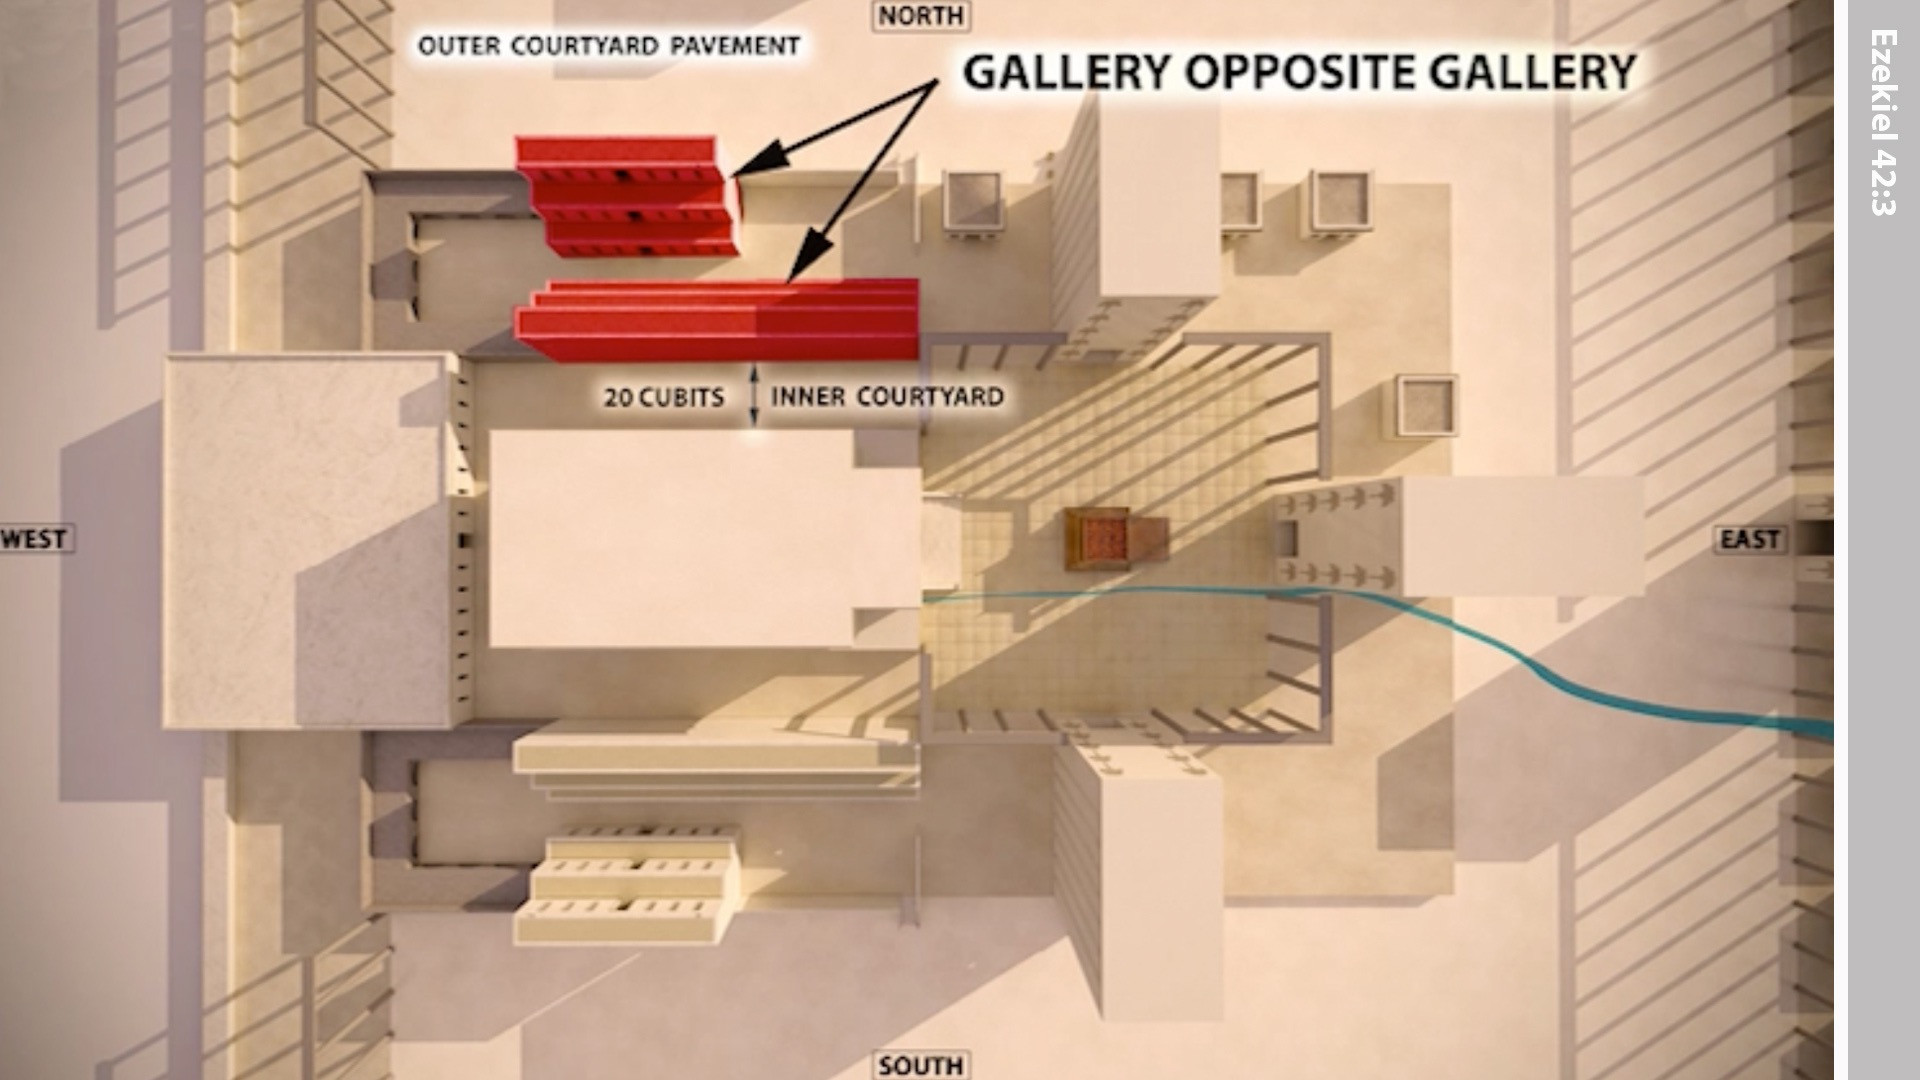 NORTH
OUTER COURTYARD PAVEMENT
GALLERY OPPOSITE GALLERY
20 CUBITS
INNER COURTYARD
WEST
EAST
SOUTH
Ezekiel 42:3